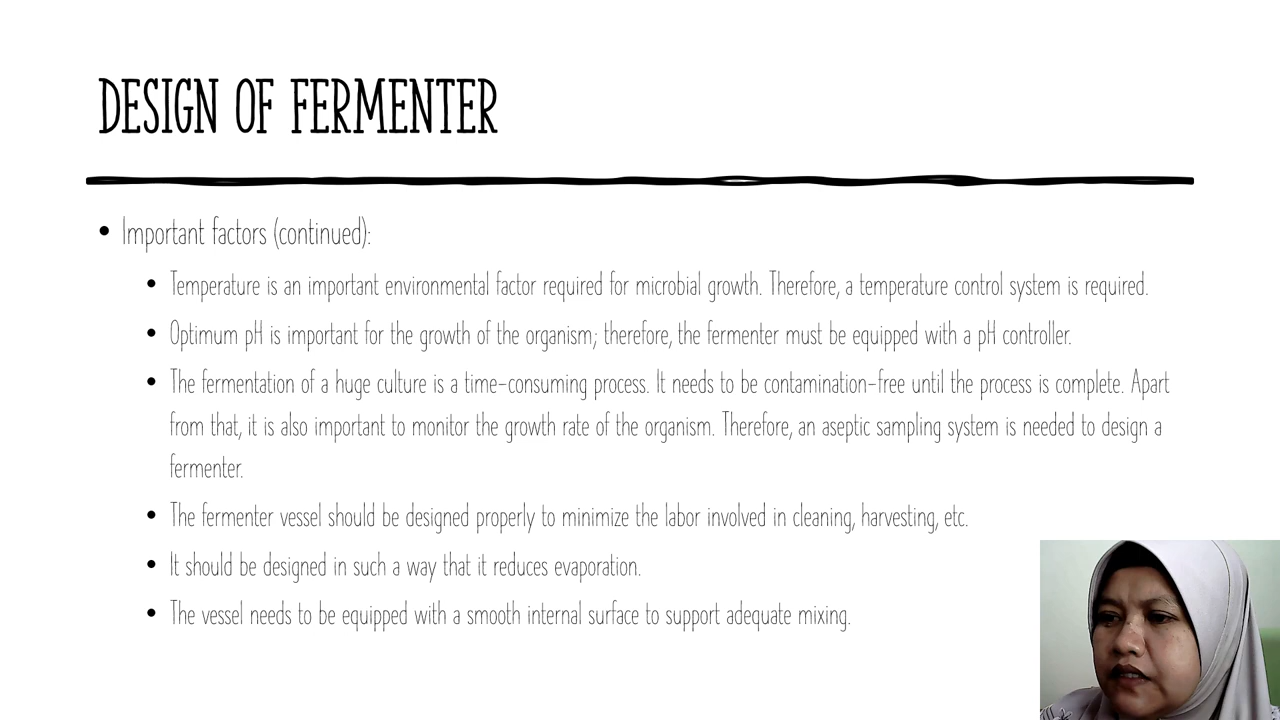 DESIGN OF FERMENTER
• Important factors (continued):
• Temperature is an important environmental factor required for microbial growth. Therefore, a temperature control system is required.
• Optimum pH is important for the growth of the organism; therefore, the fermenter must be equipped with a pH controller.
• The fermentation of a huge culture is a time-consuming process. It needs to be contamination-free until the process is complete. Apart
from that, it is also important to monitor the growth rate of the organism. Therefore, an aseptic sampling system is needed to design a
fermenter.
• The fermenter vessel should be designed properly to minimize the labor involved in cleaning, harvesting, etc.
• It should be designed in such a way that it reduces evaporation.
• The vessel needs to be equipped with a smooth internal surface to support adequate mixing.